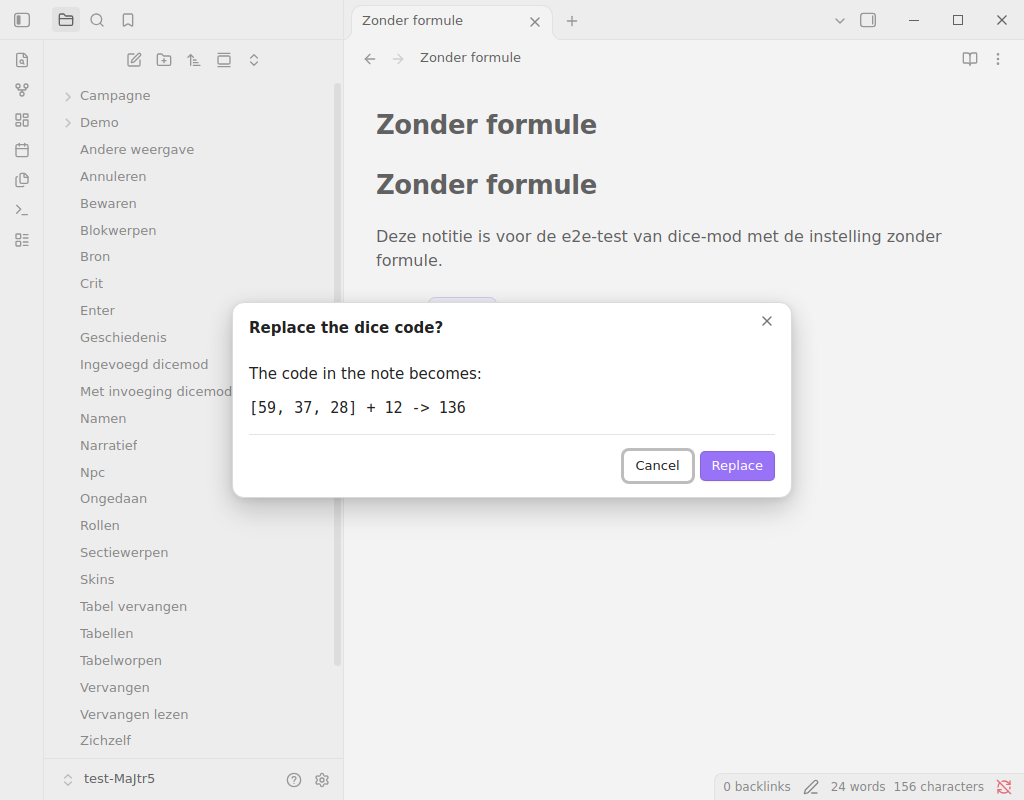 Zonder formule
Zonder formule
Campagne
Demo
Andere weergave
Annuleren
Bewaren
Blokwerpen
Bron
Crit
Enter
Geschiedenis
Ingevoegd dicemod
Met invoeging dicemod
Namen
Narratief
Npc
Ongedaan
Rollen
Sectiewerpen
Skins
Tabel vervangen
Tabellen
Tabelworpen
Vervangen
Vervangen lezen
Zichzelf
test-MaJtr5
Zonder formule
Zonder formule
Deze notitie is voor de e2e-test van dice-mod met de instelling zonder
formule.
Replace the dice code?
The code in the note becomes:
[59, 37, 28] + 12 -> 136
Cancel
Replace
0 backlinks
24 words
156 characters